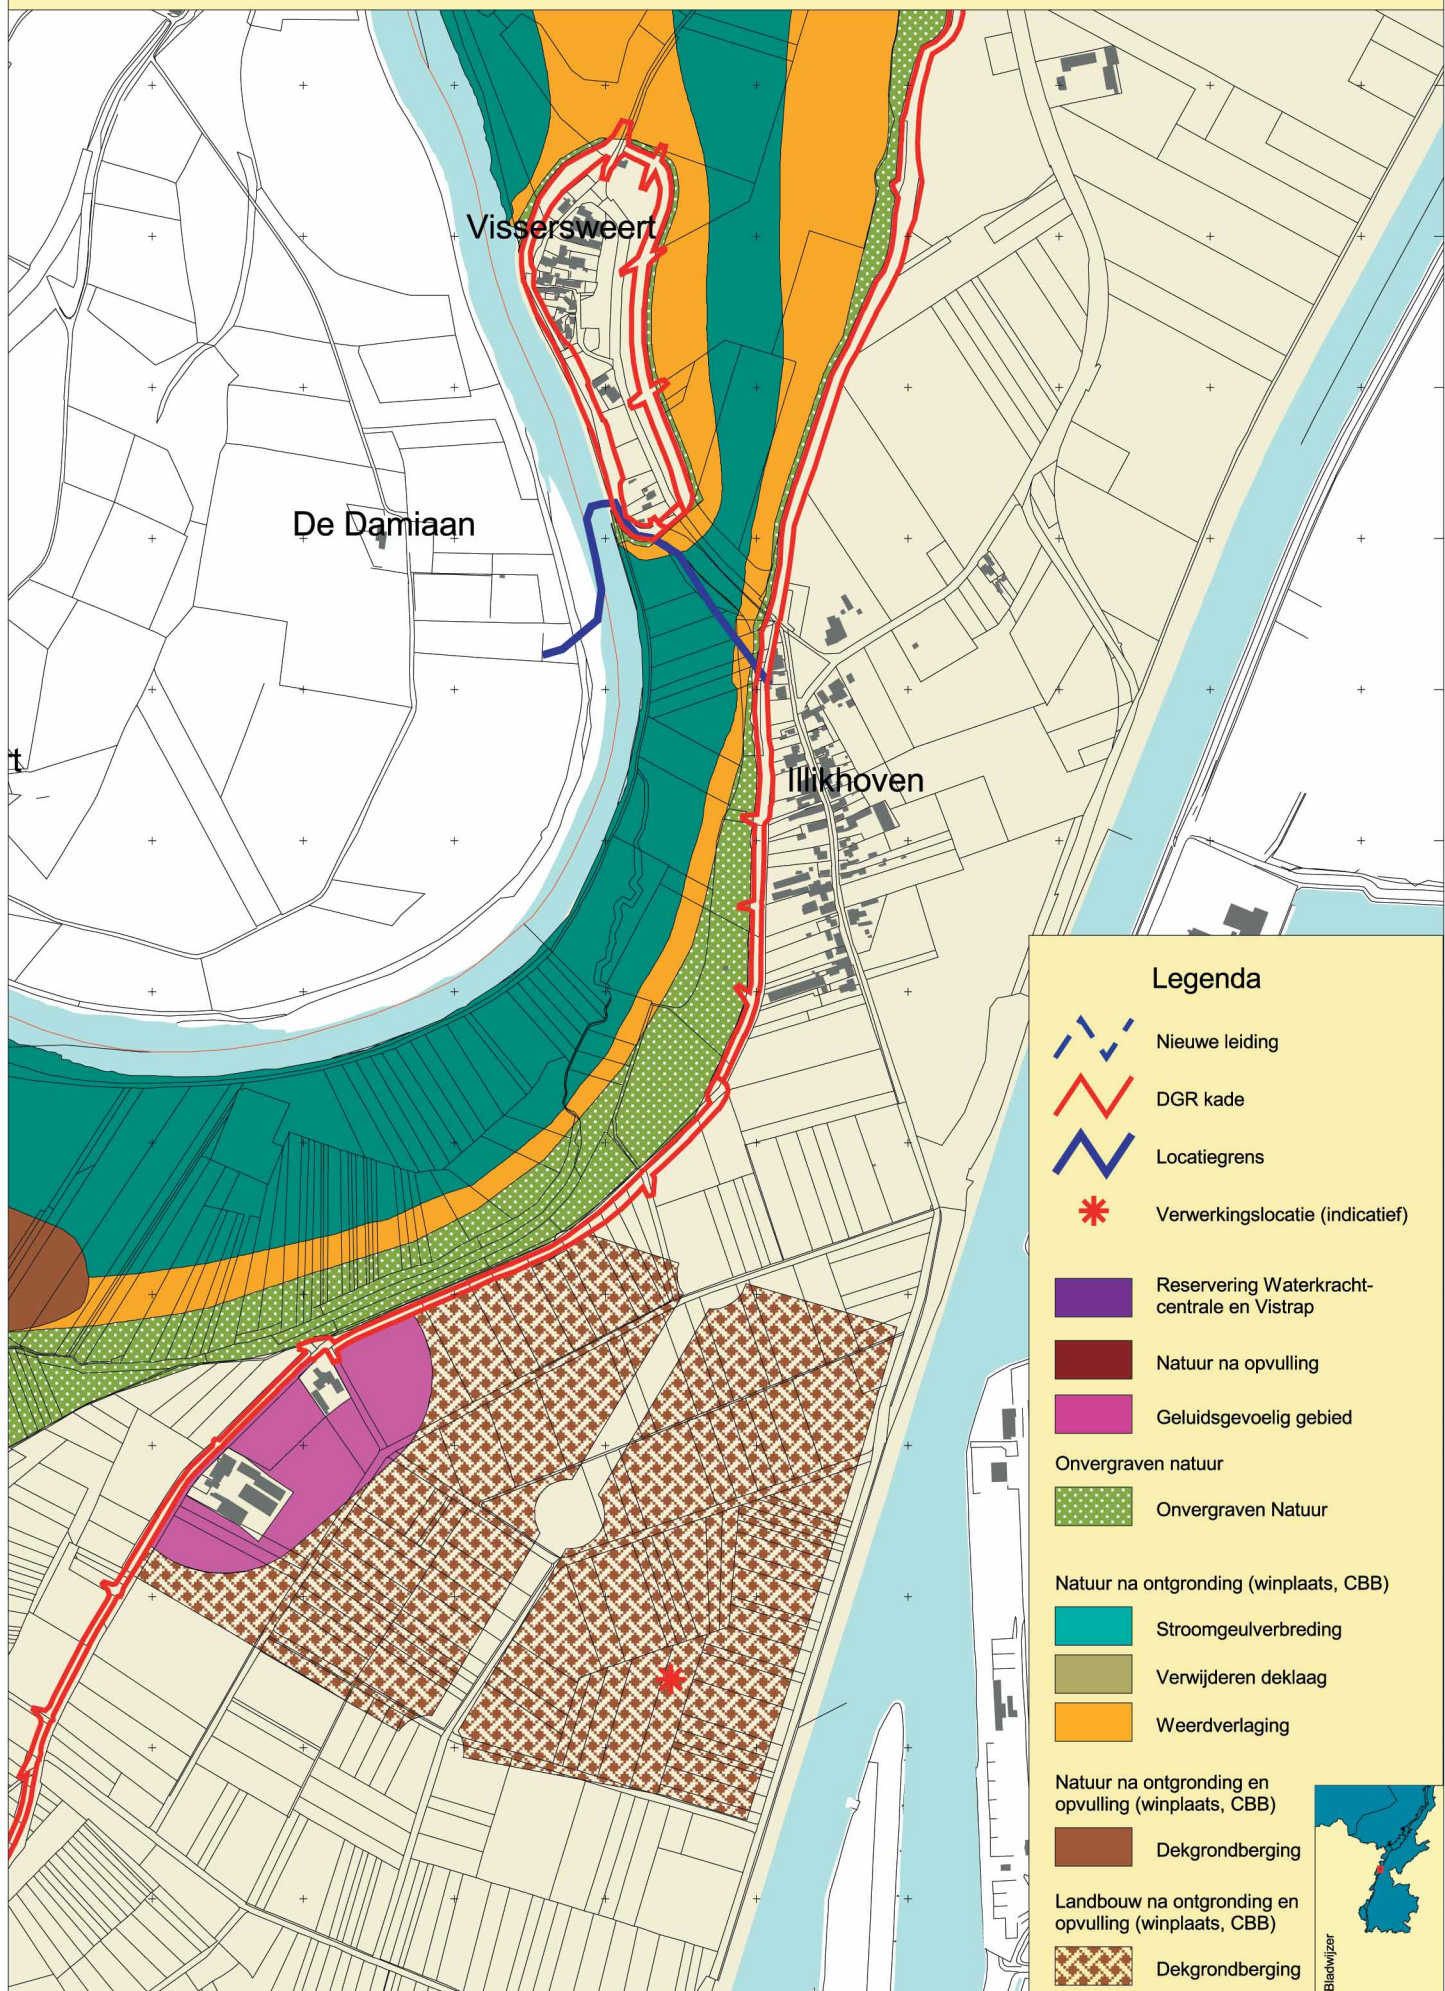 Vissersweert
De Damiaan
t
Illikhoven
Legenda
Nieuwe leiding
DGR kade
Locatiegrens
Verwerkingslocatie (indicatief)
Reservering Waterkracht-
centrale en Vistrap
Natuur na opvulling
Geluidsgevoelig gebied
Onvergraven natuur
Onvergraven Natuur
Natuur na ontgronding (winplaats, CBB)
Stroomgeulverbreding
Verwijderen deklaag
Weerdverlaging
Natuur na ontgronding en
opvulling (winplaats, CBB)
Dekgrondberging
Landbouw na ontgronding en
opvulling (winplaats, CBB)
Dekgrondberging
Bladwijzer